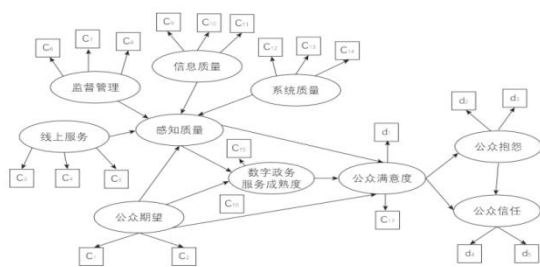 C₉
C₁₀
C₁₁
C₇
C₆
C₈
C₁₂
C₁₃
C₁₄
信息质量
监督管理
系统质量
线上服务
感知质量
d₁
d₂
d₃
公众抱怨
C₁₅
数字政务
服务成熟度
公众满意度
C₃
C₄
C₅
C₁₆
公众期望
C₁₇
公众信任
C₁
C₂
d₄
d₅